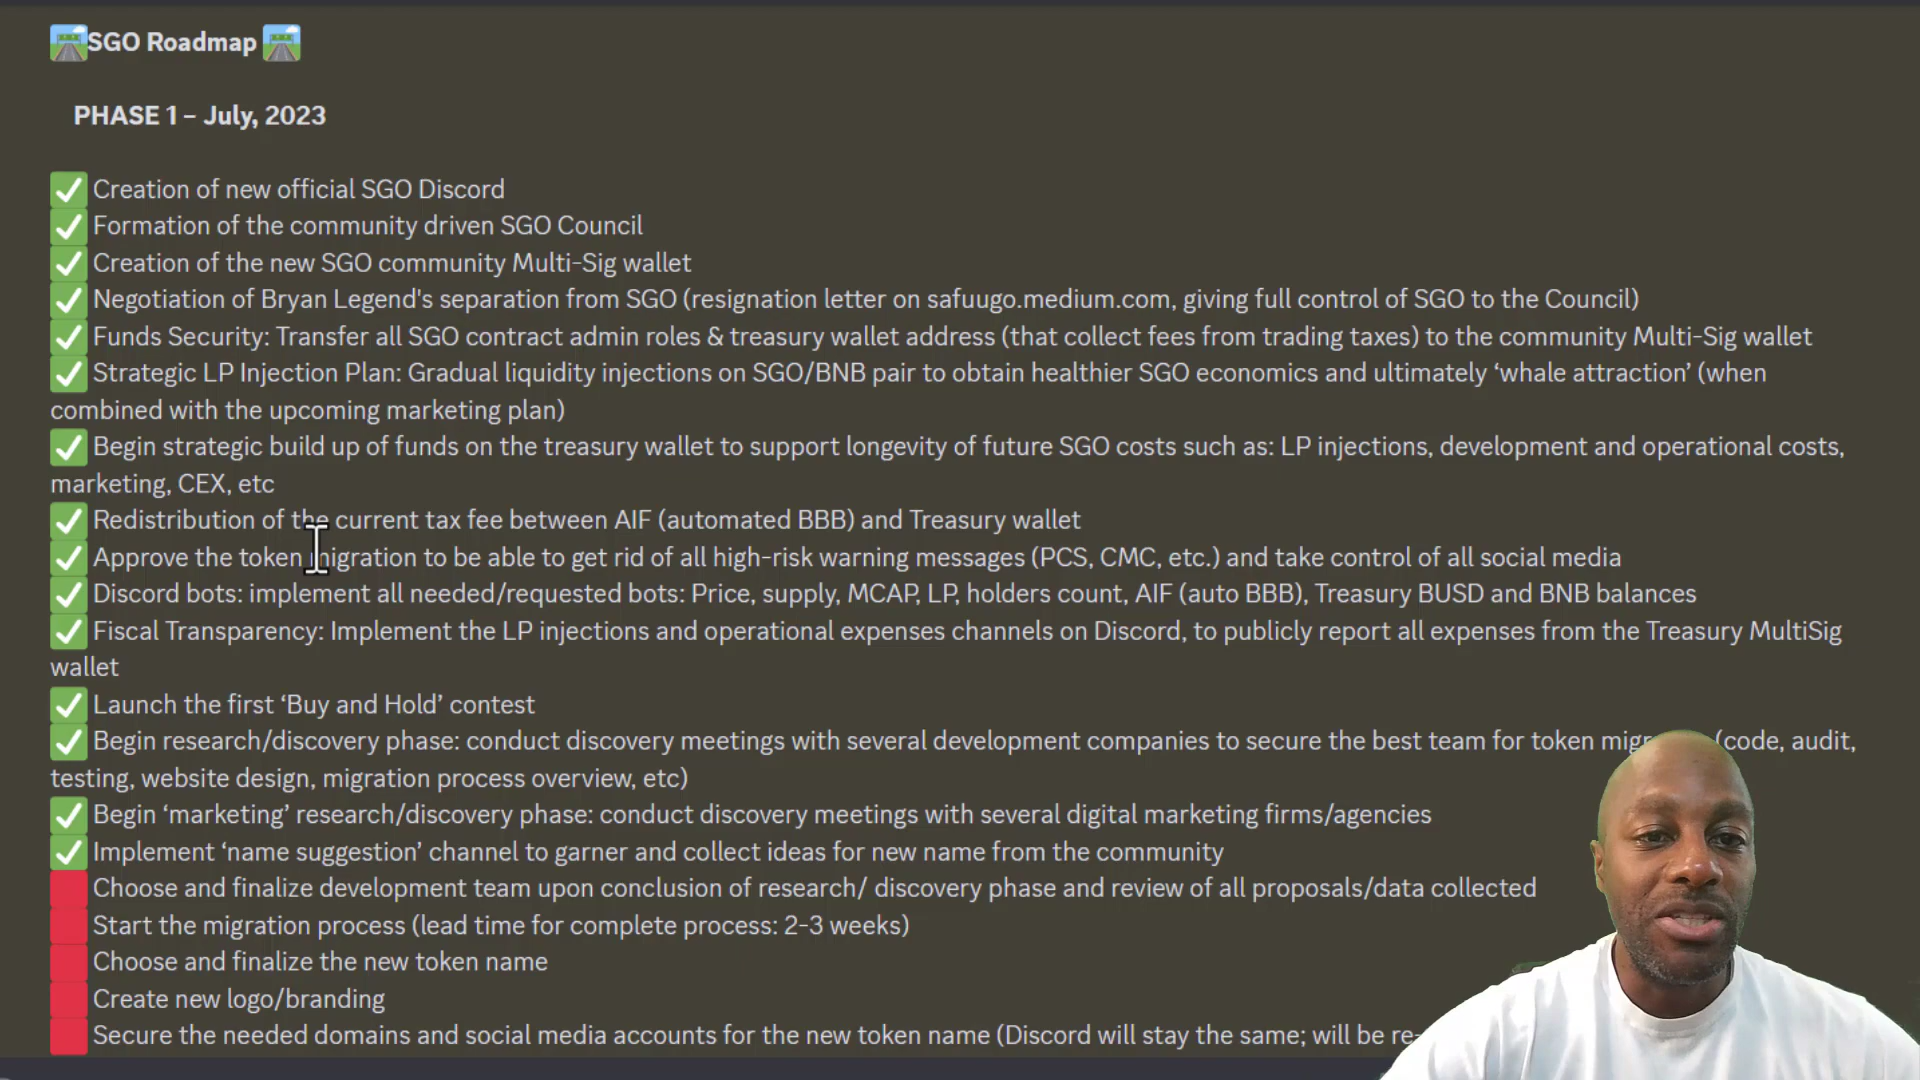 SGO Roadmap
PHASE 1 – July, 2023
Creation of new official SGO Discord
Formation of the community driven SGO Council
Creation of the new SGO community Multi-Sig wallet
Negotiation of Bryan Legend's separation from SGO (resignation letter on safuugo.medium.com, giving full control of SGO to the Council)
Funds Security: Transfer all SGO contract admin roles & treasury wallet address (that collect fees from trading taxes) to the community Multi-Sig wallet
Strategic LP Injection Plan: Gradual liquidity injections on SGO/BNB pair to obtain healthier SGO economics and ultimately ‘whale attraction’ (when
combined with the upcoming marketing plan)
Begin strategic build up of funds on the treasury wallet to support longevity of future SGO costs such as: LP injections, development and operational costs,
marketing, CEX, etc
Redistribution of the current tax fee between AIF (automated BBB) and Treasury wallet
Approve the token migration to be able to get rid of all high-risk warning messages (PCS, CMC, etc.) and take control of all social media
Discord bots: implement all needed/requested bots: Price, supply, MCAP, LP, holders count, AIF (auto BBB), Treasury BUSD and BNB balances
Fiscal Transparency: Implement the LP injections and operational expenses channels on Discord, to publicly report all expenses from the Treasury MultiSig
wallet
Launch the first ‘Buy and Hold’ contest
Begin research/discovery phase: conduct discovery meetings with several development companies to secure the best team for token (code, audit,
testing, website design, migration process overview, etc)
Begin ‘marketing’ research/discovery phase: conduct discovery meetings with several digital marketing firms/agencies
Implement ‘name suggestion’ channel to garner and collect ideas for new name from the community
Choose and finalize development team upon conclusion of research/ discovery phase and review of all proposals/data collected
Start the migration process (lead time for complete process: 2-3 weeks)
Choose and finalize the new token name
Create new logo/branding
Secure the needed domains and social media accounts for the new token name (Discord will stay the same; will be re-